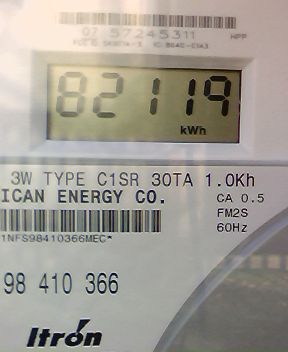 07 57245311
HPP
82119
kWh
3W TYPE C1SR 30TA 1.0Kh
ICAN ENERGY CO.
CA 0.5
FM2S
1NFS98410366MEC*
60Hz
98 410 366
Itron